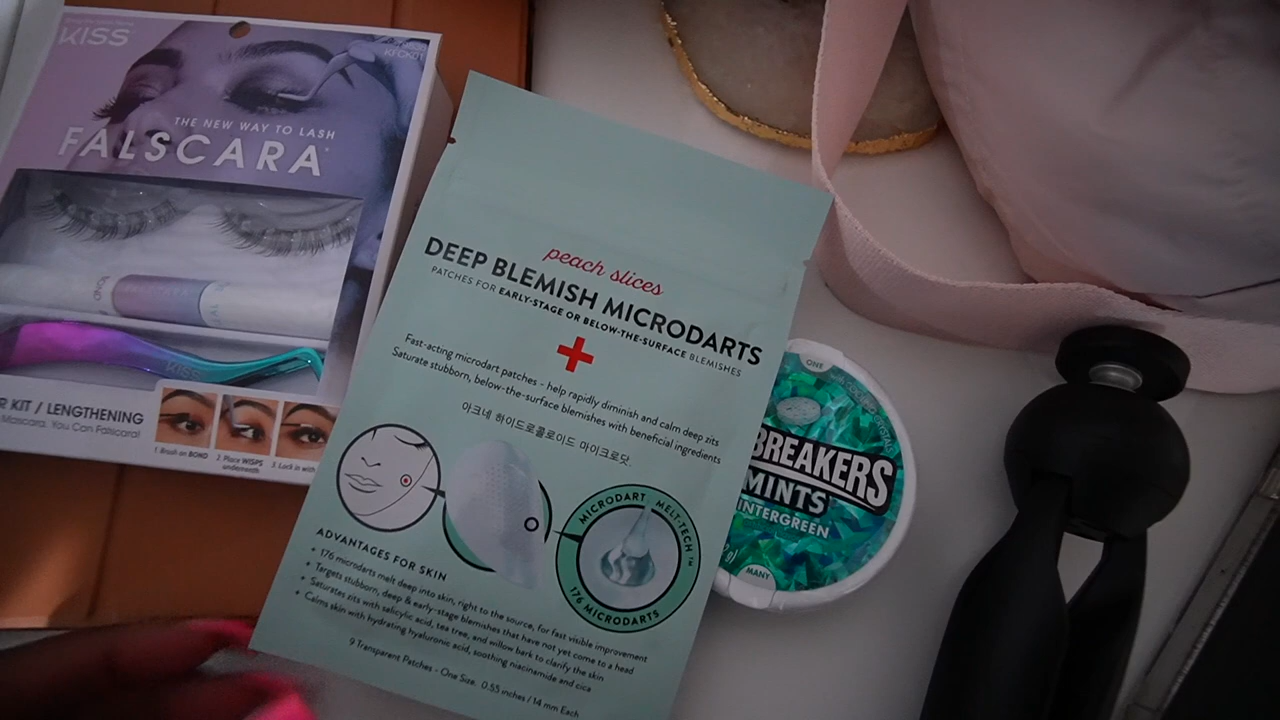 KISS
KFCK01
THE NEW WAY TO LASH
FALSCARA
KISS
R KIT / LENGTHENING
Mascara. You Can Falscara!
1. Brush on BOND
2. Place WISPS
underneath
3. Lock in with
peach slices
DEEP BLEMISH MICRODARTS
PATCHES FOR EARLY-STAGE OR BELOW-THE-SURFACE BLEMISHES
Fast-acting microdart patches - help rapidly diminish and calm deep zits
Saturate stubborn, below-the-surface blemishes with beneficial ingredients
아크네 하이드로콜로이드 마이크로닷.
MICRODART MELT-TECH™
176 MICRODARTS
ADVANTAGES FOR SKIN
+ 176 microdarts melt deep into skin, right to the source, for fast visible improvement
+ Targets stubborn, deep & early-stage blemishes that have not yet come to a head
+ Saturates zits with salicylic acid, tea tree, and willow bark to clarify the skin
+ Calms skin with hydrating hyaluronic acid, soothing niacinamide and cica
9 Transparent Patches - One Size. 0.55 inches / 14 mm Each
ONE
BREAKERS
MINTS
INTERGREEN
MANY